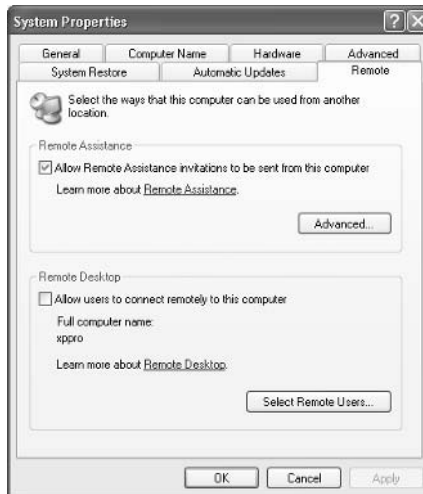 System Properties
General Computer Name Hardware Advanced
System Restore Automatic Updates Remote
Select the ways that this computer can be used from another
location.
Remote Assistance
Allow Remote Assistance invitations to be sent from this computer
Learn more about Remote Assistance.
Advanced...
Remote Desktop
Allow users to connect remotely to this computer
Full computer name:
xppro
Learn more about Remote Desktop.
Select Remote Users...
OK Cancel Apply